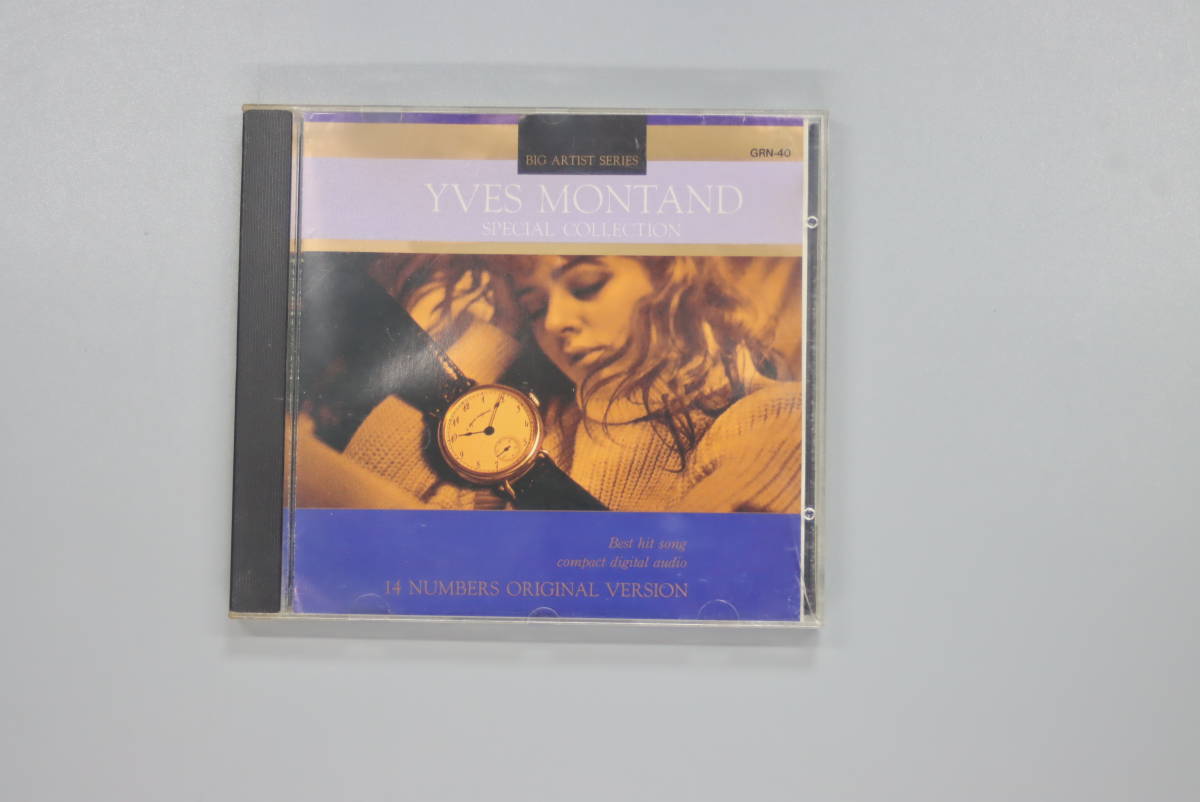 BIG ARTIST SERIES
GRN-40
YVES MONTAND
SPECIAL COLLECTION
Best hit song
compact digital audio
14 NUMBERS ORIGINAL VERSION